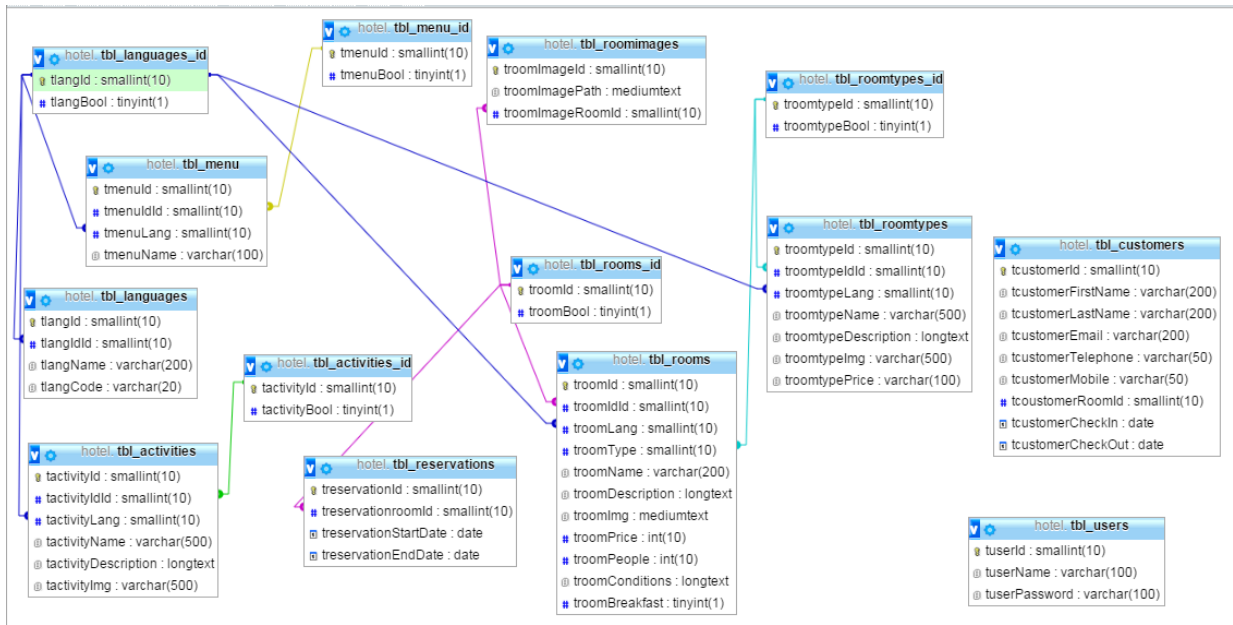 hotel. tbl_languages_id
tlangId : smallint(10)
tlangBool : tinyint(1)
hotel. tbl_menu_id
tmenuId : smallint(10)
tmenuBool : tinyint(1)
hotel. tbl_roomimages
troomImageId : smallint(10)
troomImagePath : mediumtext
troomImageRoomId : smallint(10)
hotel. tbl_roomtypes_id
troomtypeId : smallint(10)
troomtypeBool : tinyint(1)
hotel. tbl_menu
tmenuId : smallint(10)
tmenuIdId : smallint(10)
tmenuLang : smallint(10)
tmenuName : varchar(100)
hotel. tbl_roomtypes
troomtypeId : smallint(10)
troomtypeIdId : smallint(10)
troomtypeLang : smallint(10)
troomtypeName : varchar(500)
troomtypeDescription : longtext
troomtypeImg : varchar(500)
troomtypePrice : varchar(100)
hotel. tbl_customers
tcustomerId : smallint(10)
tcustomerFirstName : varchar(200)
tcustomerLastName : varchar(200)
tcustomerEmail : varchar(200)
tcustomerTelephone : varchar(50)
tcustomerMobile : varchar(50)
tcoustomerRoomId : smallint(10)
tcustomerCheckIn : date
tcustomerCheckOut : date
hotel. tbl_rooms_id
troomId : smallint(10)
troomBool : tinyint(1)
hotel. tbl_languages
tlangId : smallint(10)
tlangIdId : smallint(10)
tlangName : varchar(200)
tlangCode : varchar(20)
hotel. tbl_activities_id
tactivityId : smallint(10)
tactivityBool : tinyint(1)
hotel. tbl_rooms
troomId : smallint(10)
troomIdId : smallint(10)
troomLang : smallint(10)
troomType : smallint(10)
troomName : varchar(200)
troomDescription : longtext
troomImg : mediumtext
troomPrice : int(10)
troomPeople : int(10)
troomConditions : longtext
troomBreakfast : tinyint(1)
hotel. tbl_activities
tactivityId : smallint(10)
tactivityIdId : smallint(10)
tactivityLang : smallint(10)
tactivityName : varchar(500)
tactivityDescription : longtext
tactivityImg : varchar(500)
hotel. tbl_reservations
treservationId : smallint(10)
treservationroomId : smallint(10)
treservationStartDate : date
treservationEndDate : date
hotel. tbl_users
tuserId : smallint(10)
tuserName : varchar(100)
tuserPassword : varchar(100)